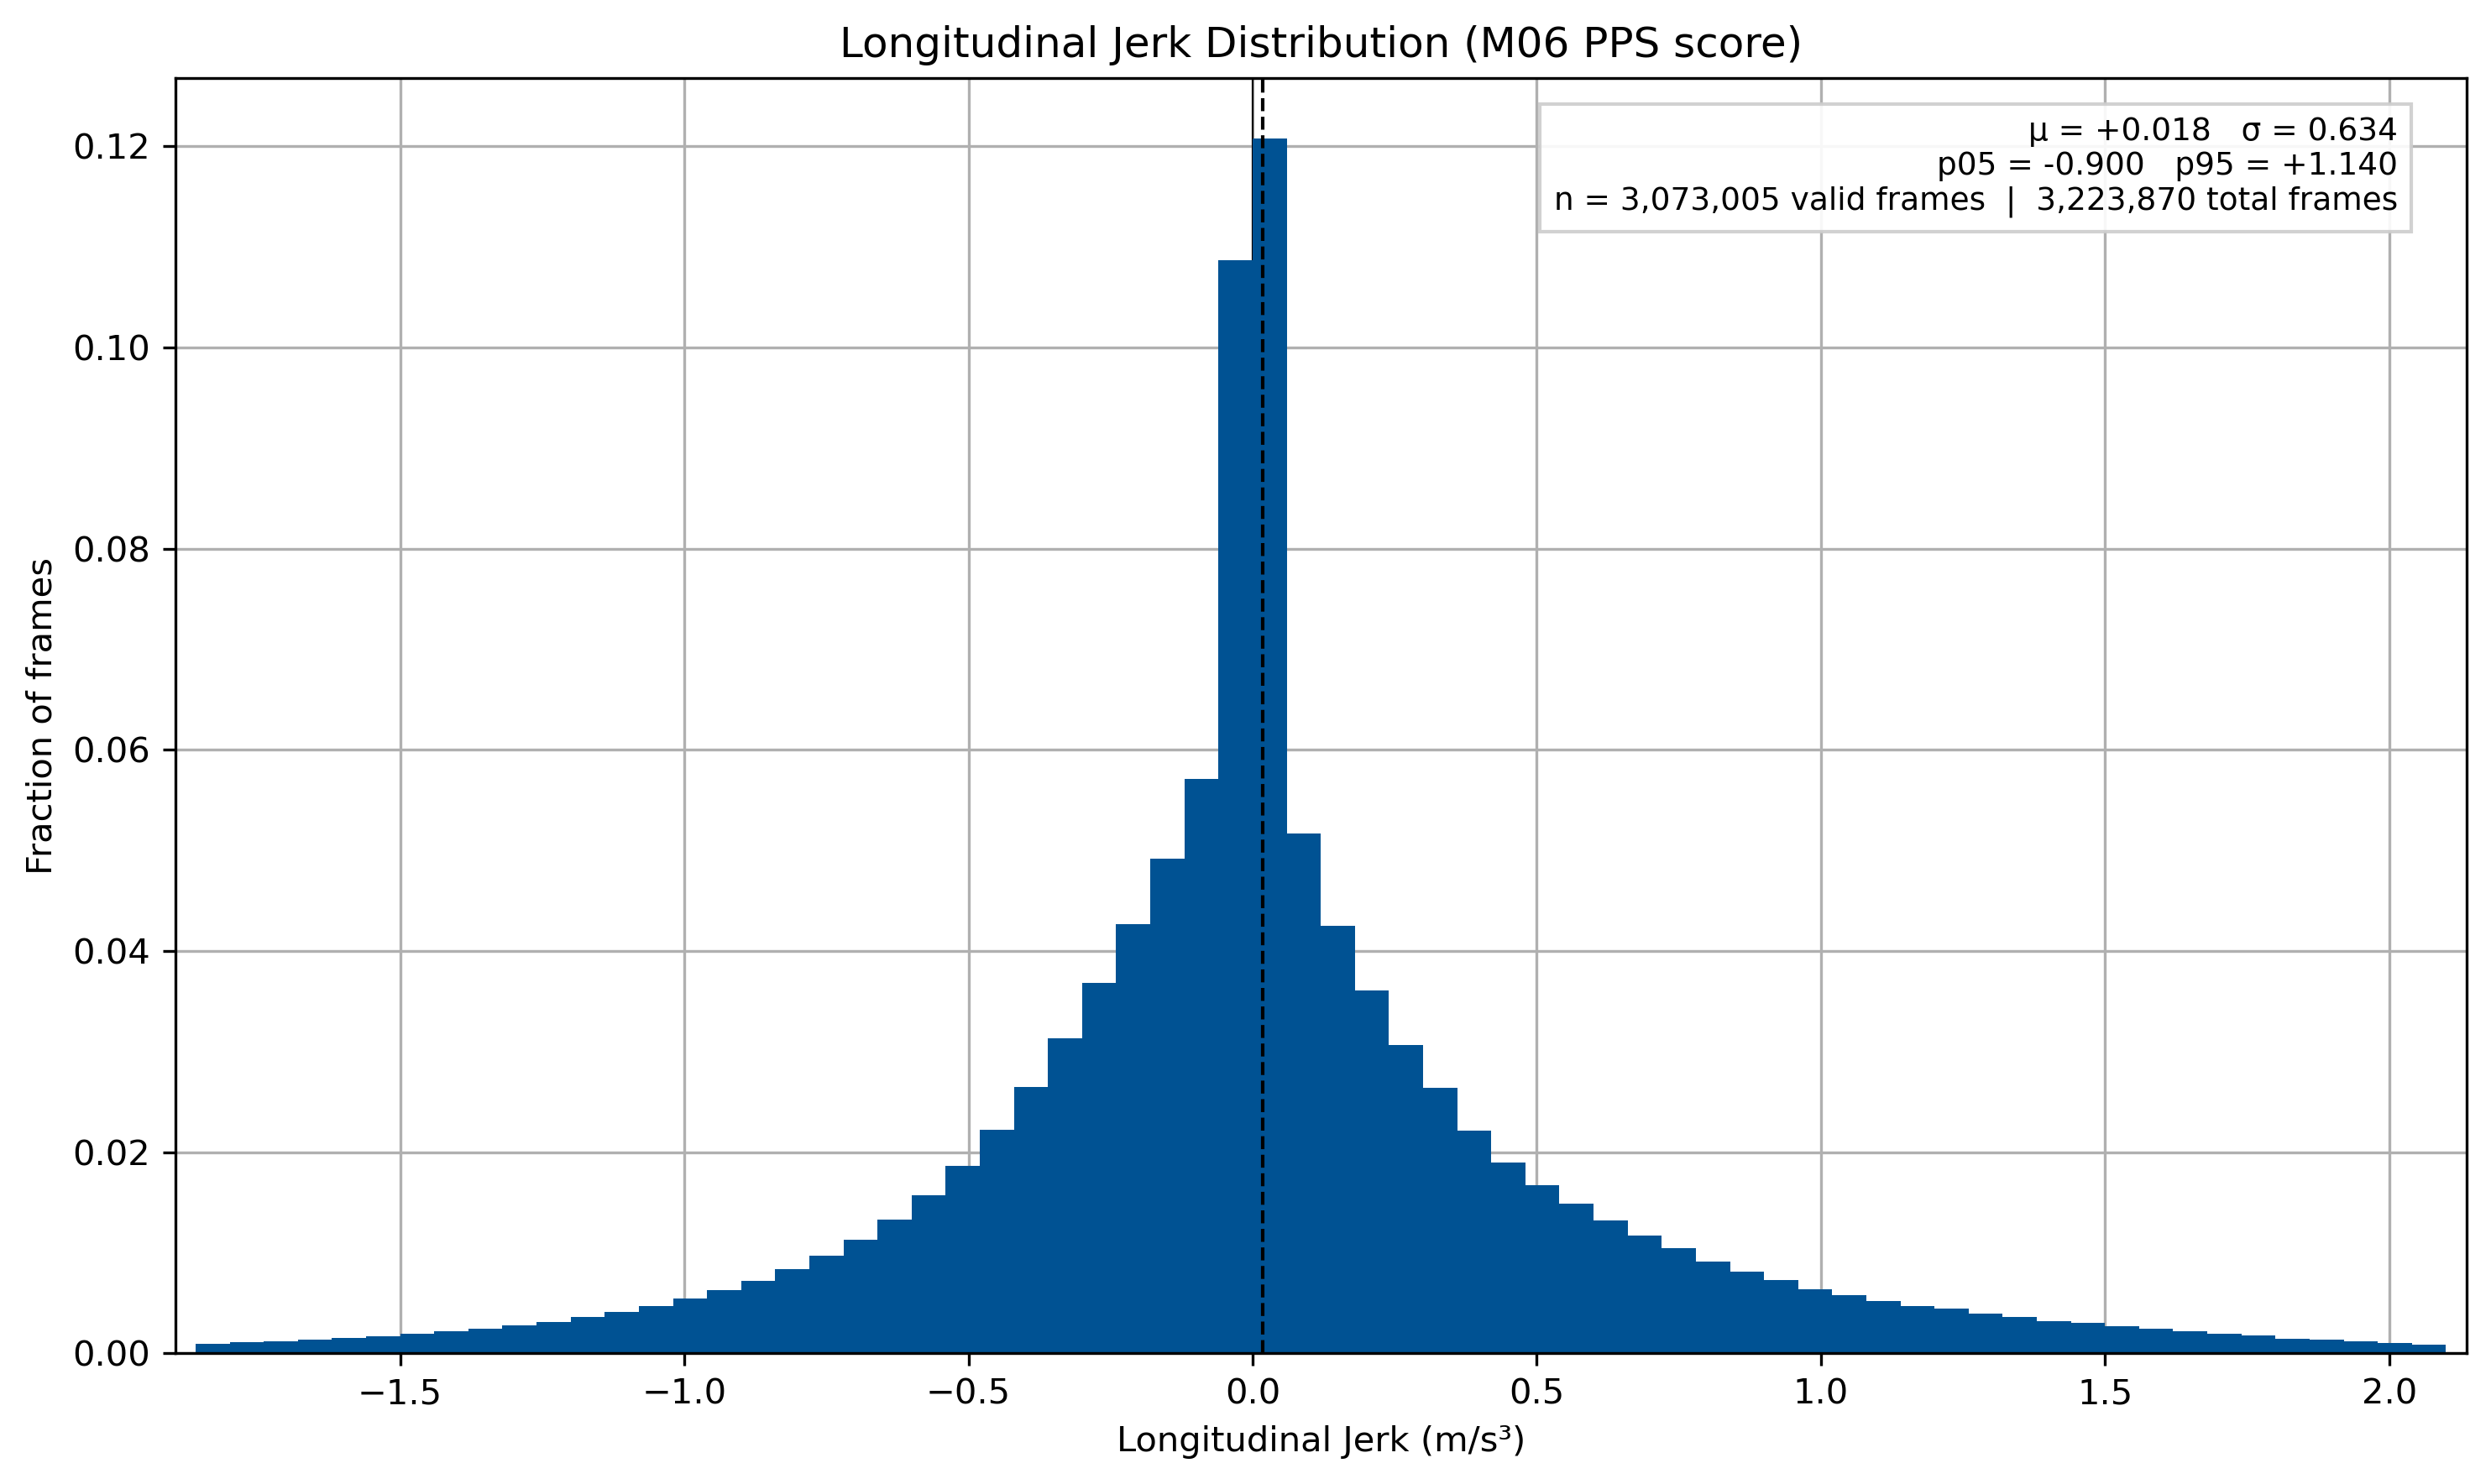 Longitudinal Jerk Distribution (M06 PPS score)
μ = +0.018   σ = 0.634
p05 = -0.900   p95 = +1.140
n = 3,073,005 valid frames  |  3,223,870 total frames
Fraction of frames
0.12
0.10
0.08
0.06
0.04
0.02
0.00
−1.5 −1.0 −0.5 0.0 0.5 1.0 1.5 2.0
Longitudinal Jerk (m/s³)